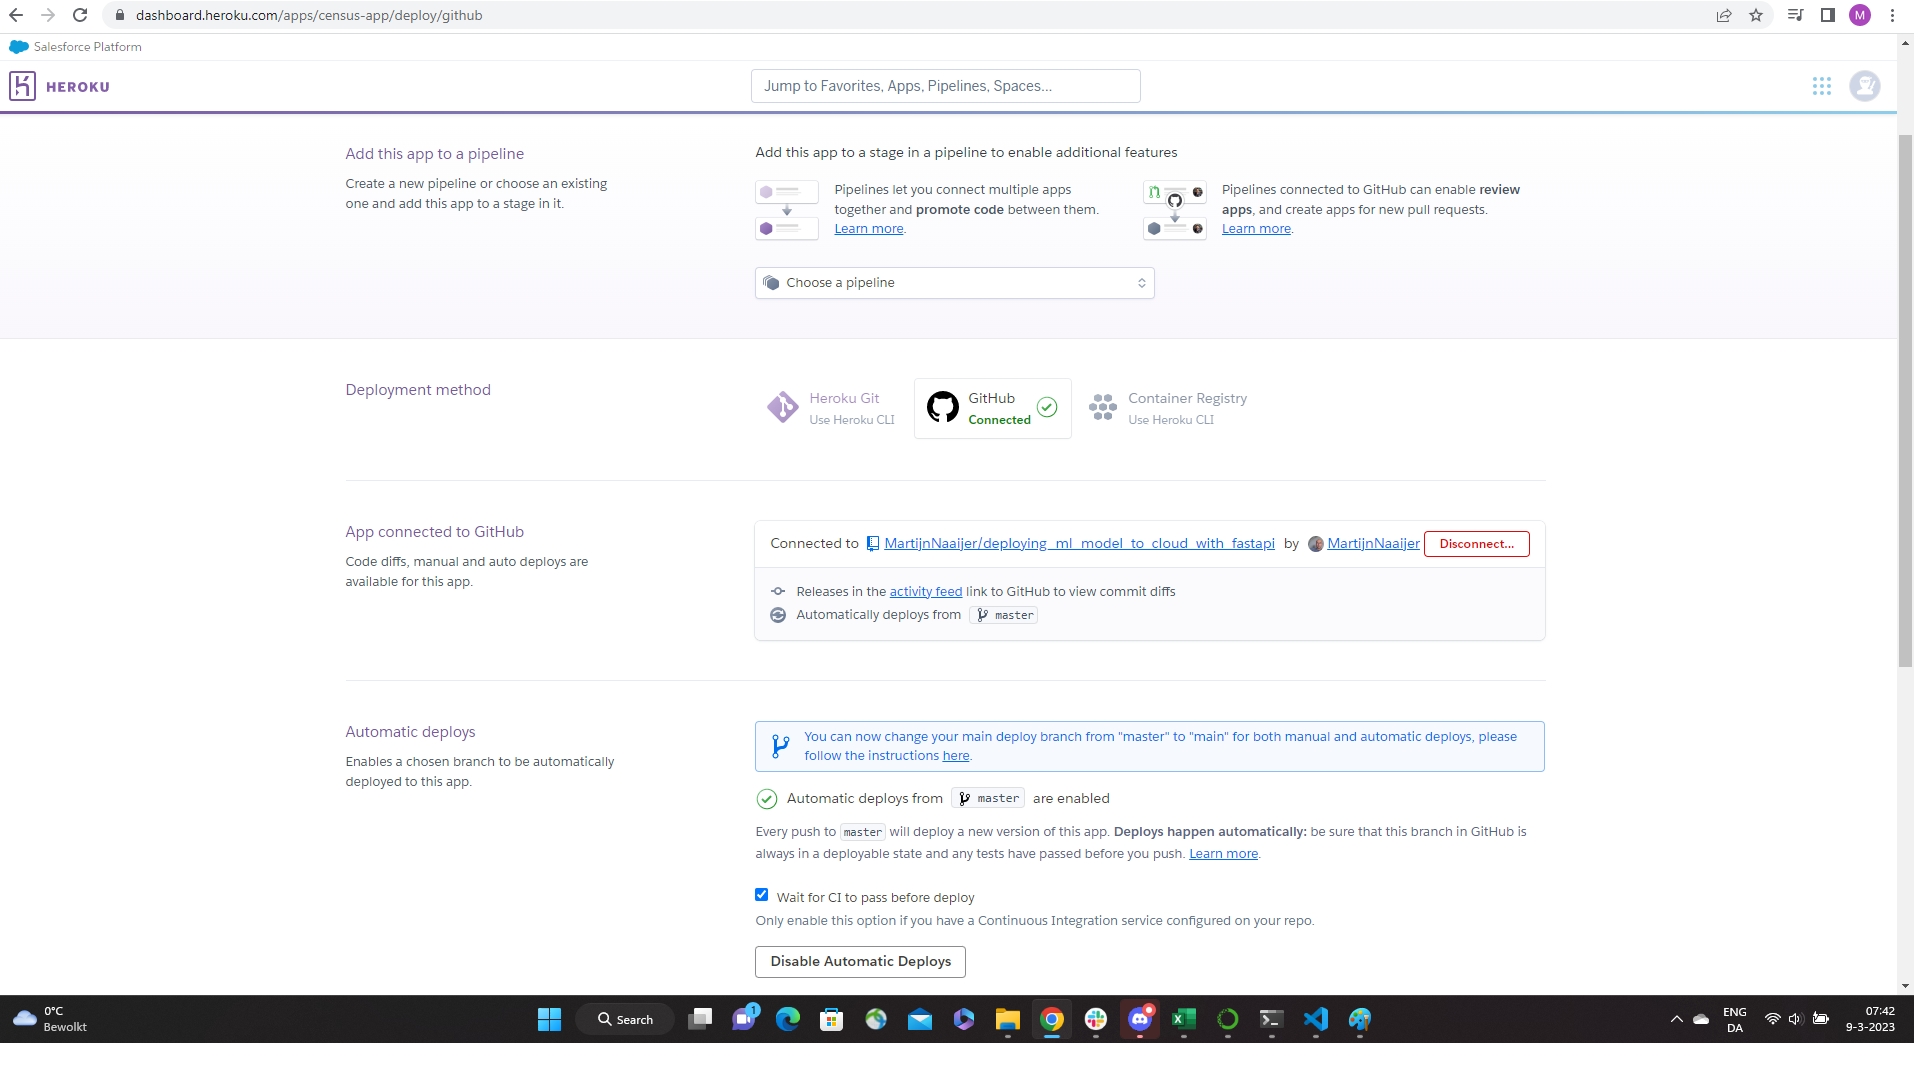 dashboard.heroku.com/apps/census-app/deploy/github
M
Salesforce Platform
HEROKU
Jump to Favorites, Apps, Pipelines, Spaces...
Add this app to a pipeline
Create a new pipeline or choose an existing
one and add this app to a stage in it.
Add this app to a stage in a pipeline to enable additional features
Pipelines let you connect multiple apps
together and promote code between them.
Learn more.
Pipelines connected to GitHub can enable review
apps, and create apps for new pull requests.
Learn more.
Choose a pipeline
Deployment method
Heroku Git
Use Heroku CLI
GitHub
Connected
Container Registry
Use Heroku CLI
App connected to GitHub
Code diffs, manual and auto deploys are
available for this app.
Connected to MartijnNaaijer/deploying_ml_model_to_cloud_with_fastapi by MartijnNaaijer Disconnect...
Releases in the activity feed link to GitHub to view commit diffs
Automatically deploys from master
Automatic deploys
Enables a chosen branch to be automatically
deployed to this app.
You can now change your main deploy branch from "master" to "main" for both manual and automatic deploys, please
follow the instructions here.
Automatic deploys from master are enabled
Every push to master will deploy a new version of this app. Deploys happen automatically: be sure that this branch in GitHub is
always in a deployable state and any tests have passed before you push. Learn more.
Wait for CI to pass before deploy
Only enable this option if you have a Continuous Integration service configured on your repo.
Disable Automatic Deploys
0°C
Bewolkt
Search
1
ENG
DA
07:42
9-3-2023